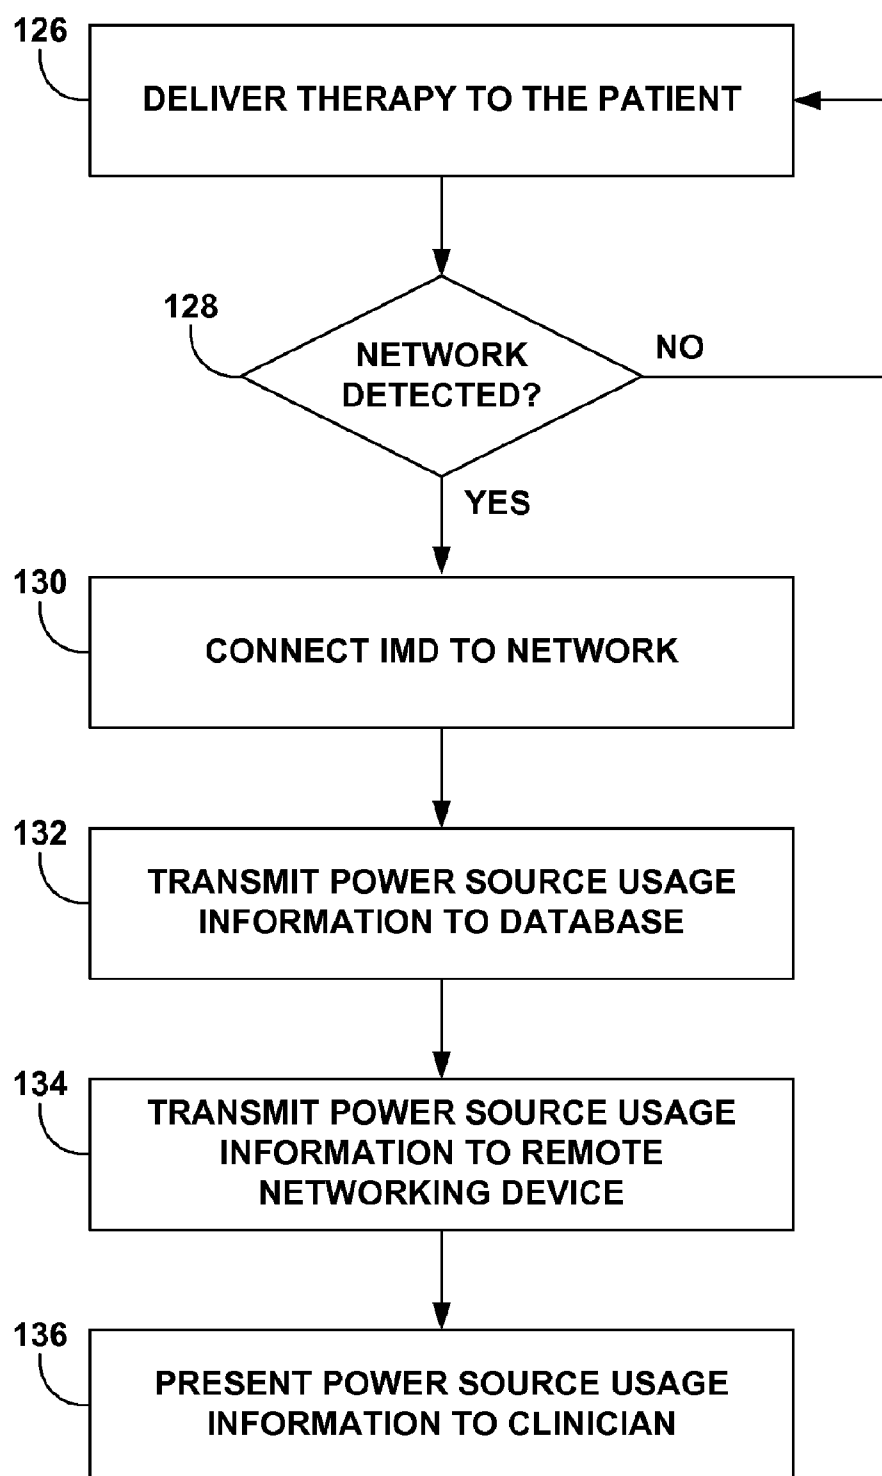 126
DELIVER THERAPY TO THE PATIENT
128
NETWORK
DETECTED?
NO
YES
130
CONNECT IMD TO NETWORK
132
TRANSMIT POWER SOURCE USAGE
INFORMATION TO DATABASE
134
TRANSMIT POWER SOURCE USAGE
INFORMATION TO REMOTE
NETWORKING DEVICE
136
PRESENT POWER SOURCE USAGE
INFORMATION TO CLINICIAN